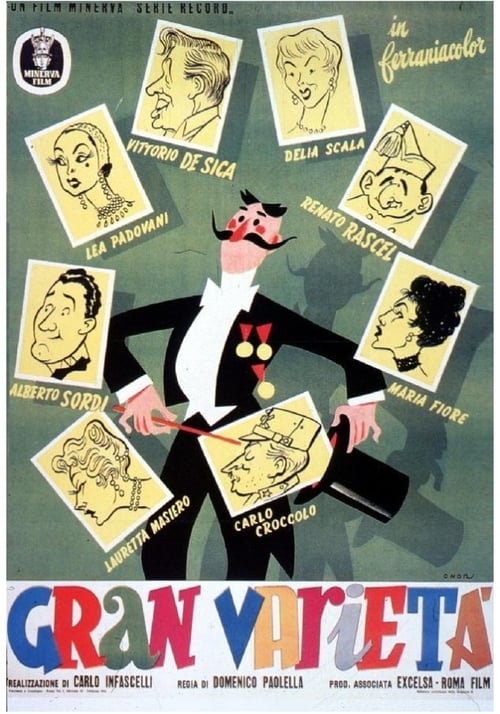 UN FILM MINERVA "SERIE RECORD"
in
ferraniacolor
MINERVA
FILM
VITTORIO DE SICA
DELIA SCALA
LEA PADOVANI
RENATO RASCEL
ALBERTO SORDI
MARIA FIORE
LAURETTA MASIERO
CARLO
CROCCOLO
GRAN VARIETÀ
REALIZZAZIONE DI CARLO INFASCELLI REGIA DI DOMENICO PAOLELLA PROD. ASSOCIATA EXCELSA - ROMA FILM